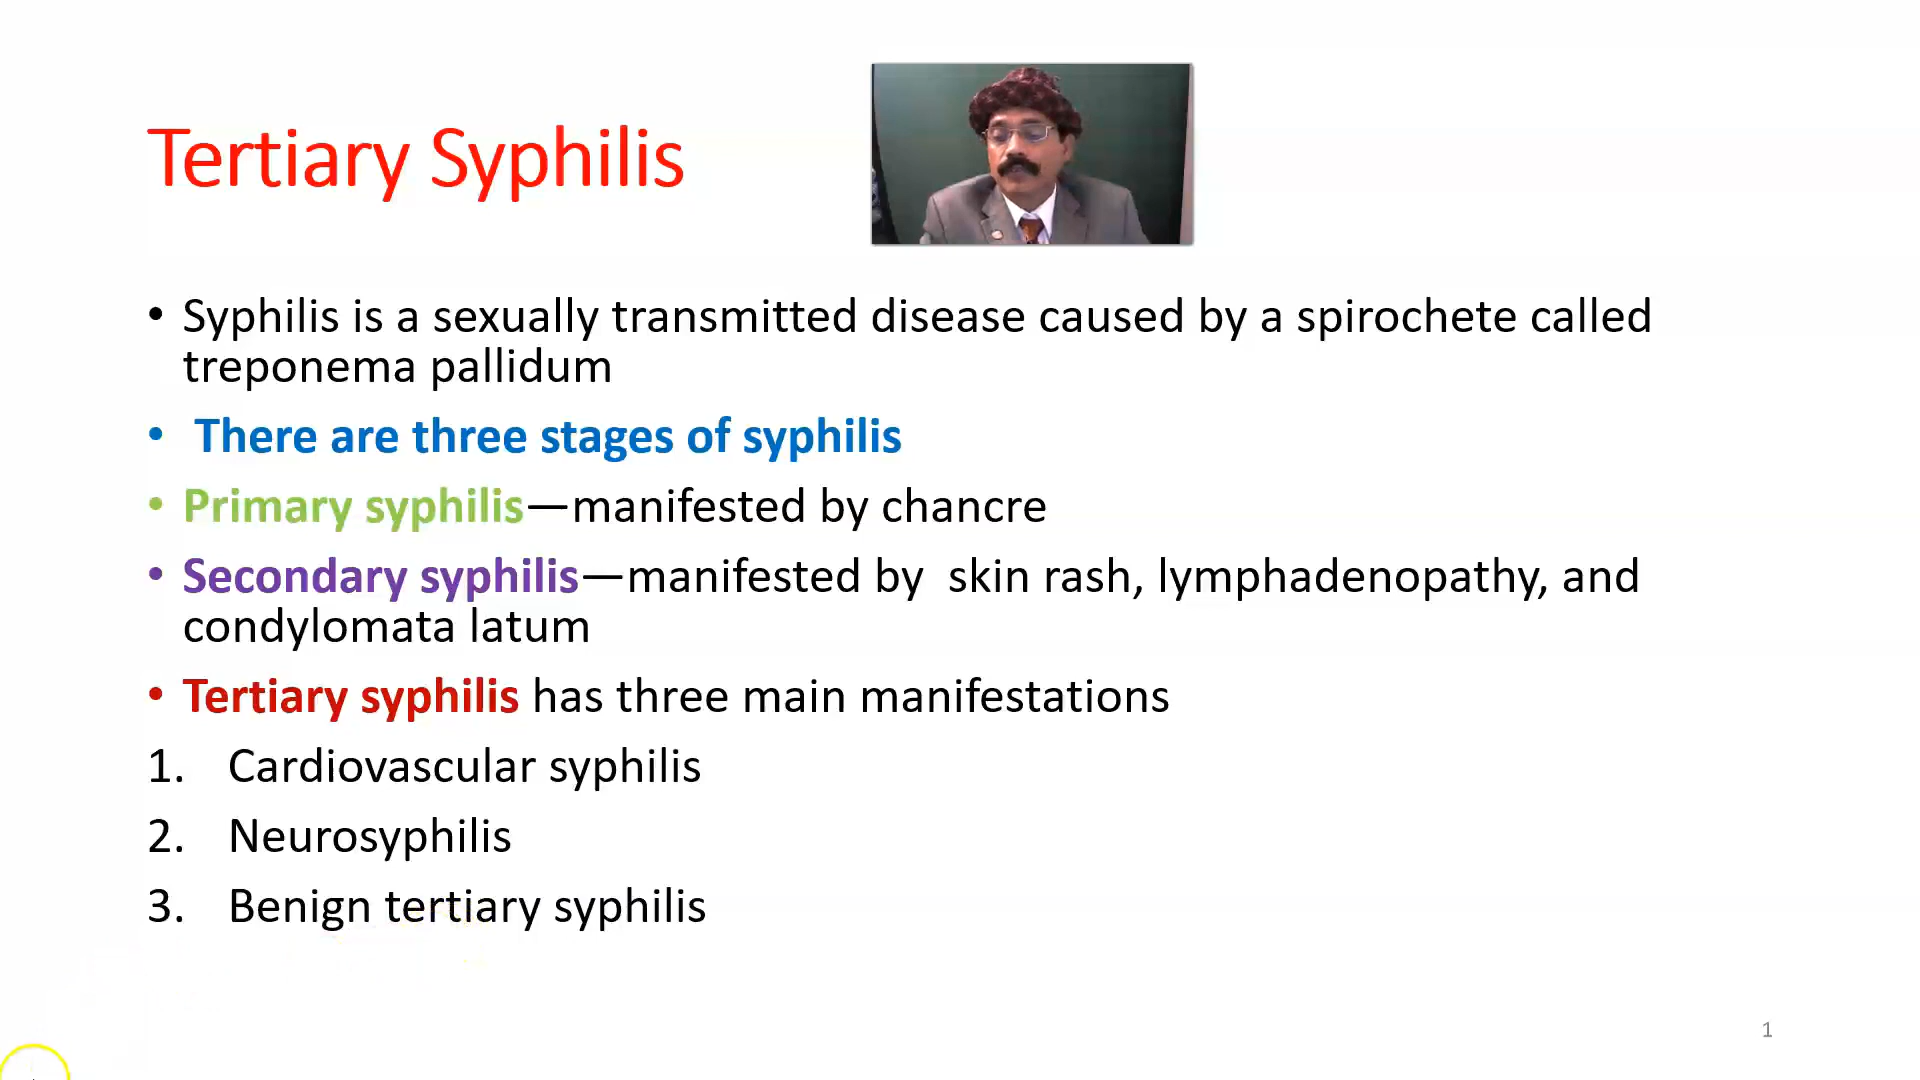 Tertiary Syphilis
• Syphilis is a sexually transmitted disease caused by a spirochete called
treponema pallidum
• There are three stages of syphilis
• Primary syphilis—manifested by chancre
• Secondary syphilis—manifested by skin rash, lymphadenopathy, and
condylomata latum
• Tertiary syphilis has three main manifestations
1. Cardiovascular syphilis
2. Neurosyphilis
3. Benign tertiary syphilis
1